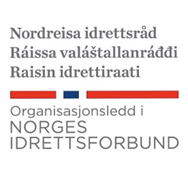 Nordreisa idrettsråd
Ráissa valáštallanráđđi
Raisin idrettiraati
Organisasjonsledd i
NORGES
IDRETTSFORBUND